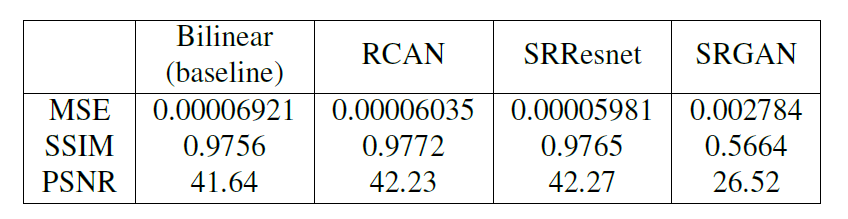 Bilinear
(baseline) RCAN SRResnet SRGAN
MSE 0.00006921 0.00006035 0.00005981 0.002784
SSIM 0.9756 0.9772 0.9765 0.5664
PSNR 41.64 42.23 42.27 26.52